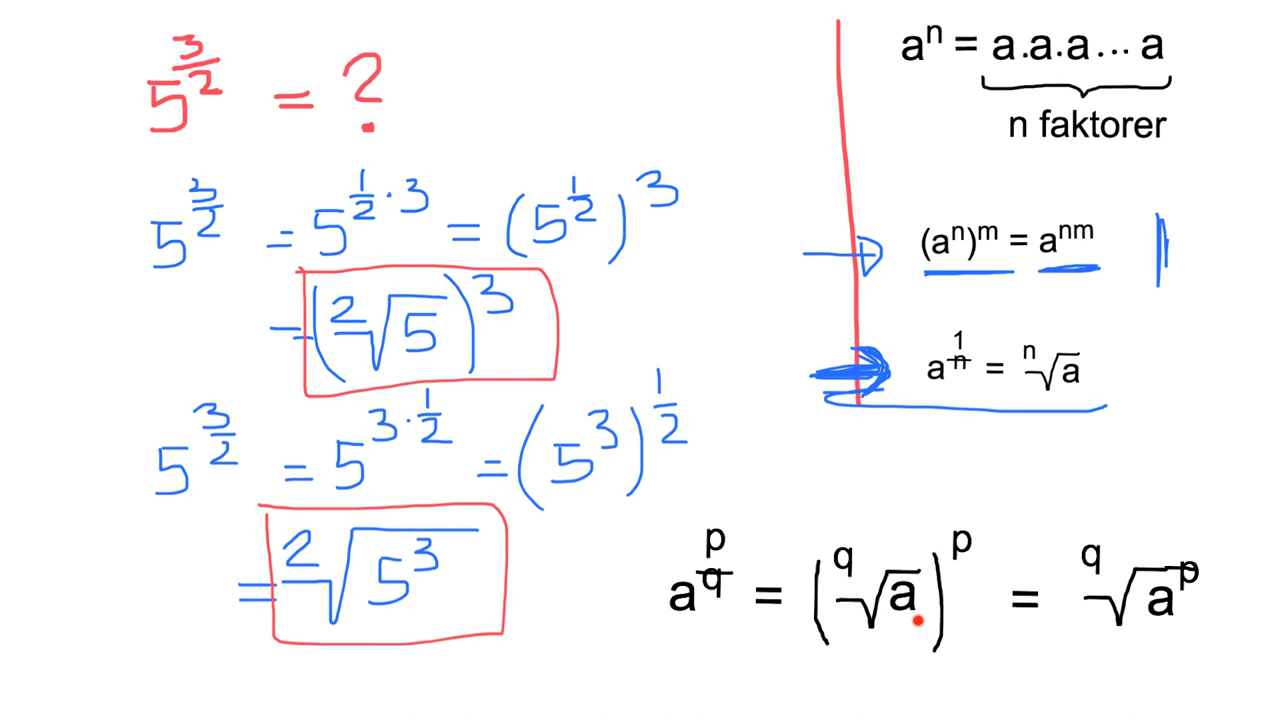 5^{3/2} = ?
5^{3/2} = 5^{1/2 · 3} = (5^{1/2})^3
= (²√5)^3
5^{3/2} = 5^{3 · 1/2} = (5^3)^{1/2}
= ²√(5^3)
a^n = a.a.a... a
n faktorer
(a^n)^m = a^{nm}
a^{1/n} = ⁿ√a
a^{p/q} = (^q√a)^p = ^q√(a^p)